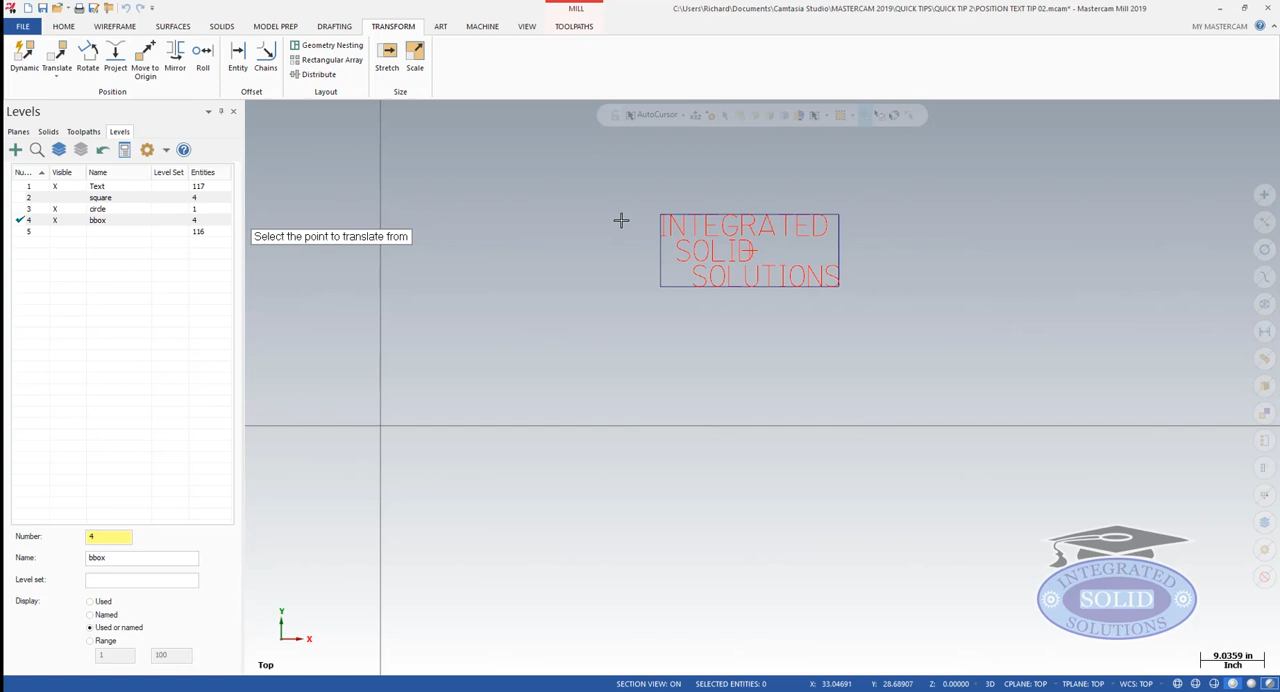 MILL
C:\Users\Richard\Documents\Camtasia Studio\MASTERCAM 2019\QUICK TIPS\QUICK TIP 2\POSITION TEXT TIP 02.mcam* - Mastercam Mill 2019
FILE HOME WIREFRAME SURFACES SOLIDS MODEL PREP DRAFTING TRANSFORM ART MACHINE VIEW TOOLPATHS MY MASTERCAM
Dynamic Translate Rotate Project Move to Origin Mirror Roll
Position
Entity Chains
Offset
Geometry Nesting
Rectangular Array
Distribute
Layout
Stretch Scale
Size
Levels
Planes Solids Toolpaths Levels
AutoCursor
Nu... Visible Name Level Set Entities
1 X Text 117
2 square 4
3 X circle 1
4 X bbox 4
5 116
Select the point to translate from
INTEGRATED
SOLID
SOLUTIONS
Number: 4
Name: bbox
Level set:
Display: Used
Named
Used or named
Range
1 100
Y
X
Top
INTEGRATED
SOLID
SOLUTIONS
9.0359 in
Inch
SECTION VIEW: ON SELECTED ENTITIES: 0 X: 33.04691 Y: 28.68907 Z: 0.00000 3D CPLANE: TOP TPLANE: TOP WCS: TOP